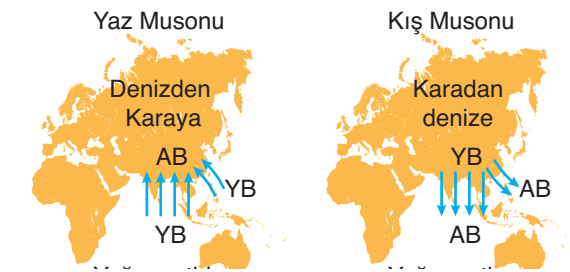 Yaz Musonu
Denizden
Karaya
AB
YB
YB
Kış Musonu
Karadan
denize
YB
AB
AB